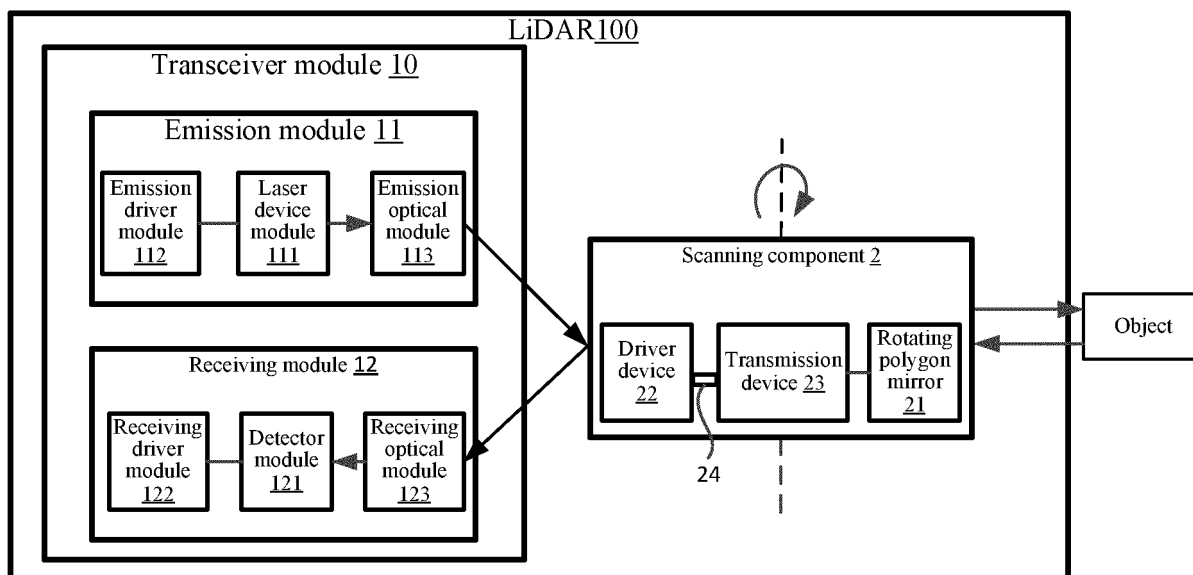 LiDAR100
Transceiver module 10
Emission module 11
Emission
driver
module
112
Laser
device
module
111
Emission
optical
module
113
Receiving module 12
Receiving
driver
module
122
Detector
module
121
Receiving
optical
module
123
Scanning component 2
Driver
device
22
Transmission
device 23
Rotating
polygon
mirror
21
24
Object